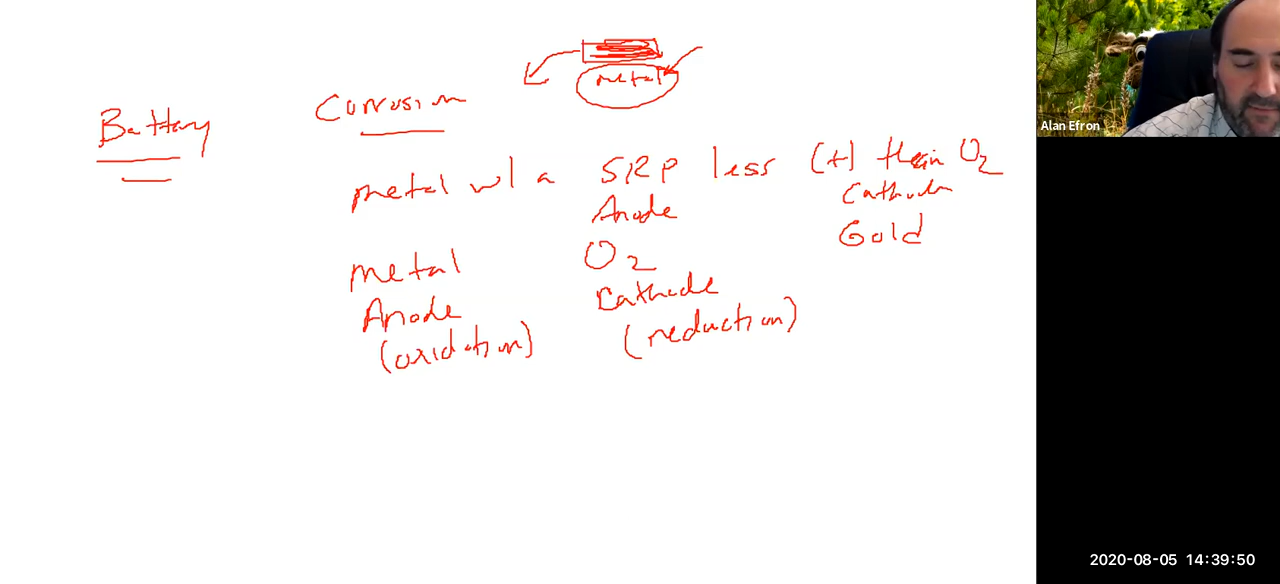 metal
Corrosion
Battery
metal w/ a SRP less (+) than O2
Anode
Cathode
Gold
metal
O2
Anode
Cathode
(oxidation)
(reduction)
Alan Efron
2020-08-05 14:39:50